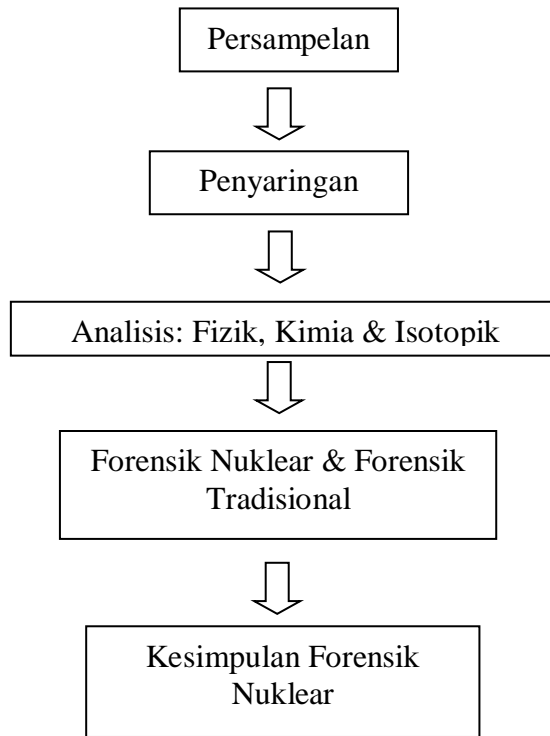 Persampelan
Penyaringan
Analisis: Fizik, Kimia & Isotopik
Forensik Nuklear & Forensik
Tradisional
Kesimpulan Forensik
Nuklear